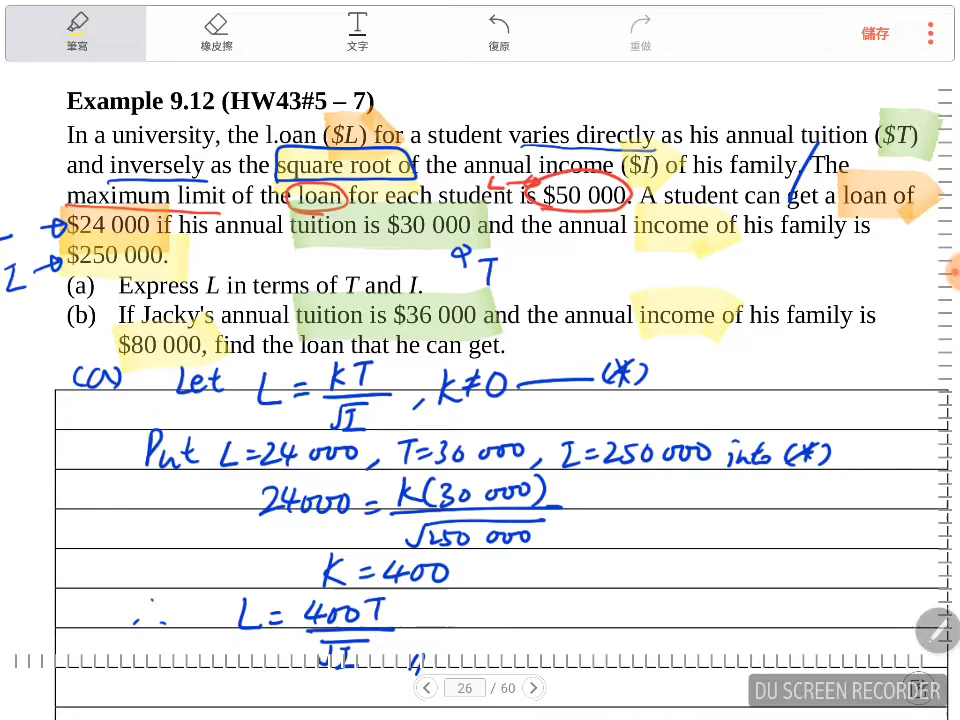 筆寫 橡皮擦 文字 復原 重做 儲存
Example 9.12 (HW43#5 – 7)
In a university, the loan ($L) for a student varies directly as his annual tuition ($T)
and inversely as the square root of the annual income ($I) of his family. The
maximum limit of the loan for each student is $50 000. A student can get a loan of
$24 000 if his annual tuition is $30 000 and the annual income of his family is
$250 000.
L
I
T
(a) Express L in terms of T and I.
(b) If Jacky's annual tuition is $36 000 and the annual income of his family is
$80 000, find the loan that he can get.
(a) Let L = kT/√I , k≠0 —— (*)
Put L=24 000, T=30 000, I=250 000 into (*)
24000 = k(30 000)/√250 000
k = 400
∴ L = 400T/√I //
26 / 60
DU SCREEN RECORDER